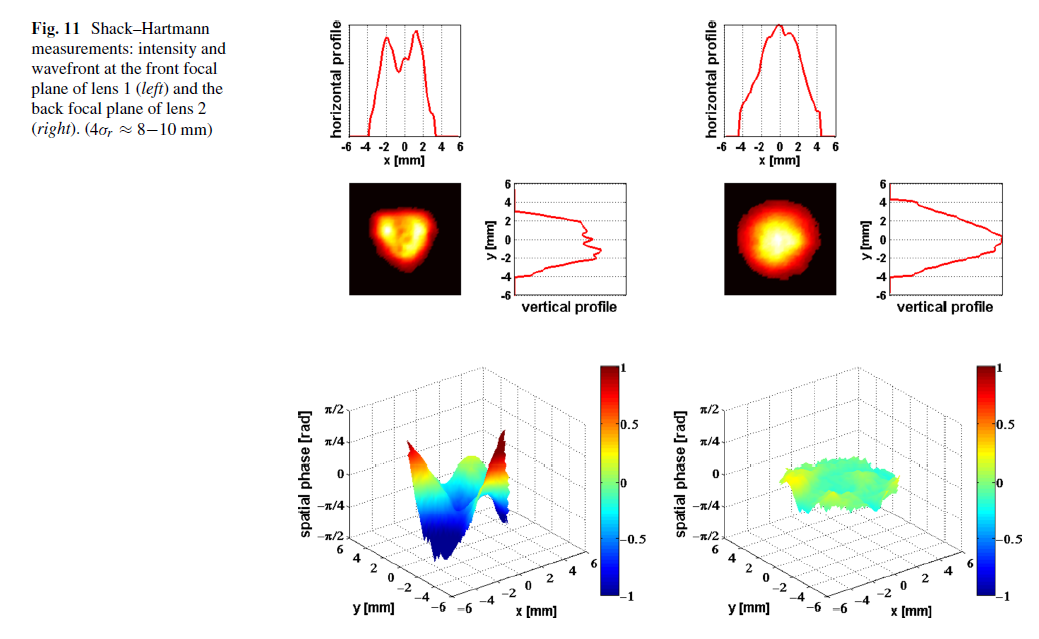 Fig. 11 Shack–Hartmann
measurements: intensity and
wavefront at the front focal
plane of lens 1 (left) and the
back focal plane of lens 2
(right). (4σr ≈ 8–10 mm)
horizontal profile
-6 -4 -2 0 2 4 6
x [mm]
horizontal profile
-6 -4 -2 0 2 4 6
x [mm]
y [mm]
6
4
2
0
-2
-4
-6
vertical profile
y [mm]
6
4
2
0
-2
-4
-6
vertical profile
spatial phase [rad]
π/2
π/4
0
−π/4
−π/2
6
4
2
0
−2
−4
−6
y [mm]
−6
−4
−2
0
2
4
6
x [mm]
1
0.5
0
−0.5
−1
spatial phase [rad]
π/2
π/4
0
−π/4
−π/2
6
4
2
0
−2
−4
−6
y [mm]
−6
−4
−2
0
2
4
6
x [mm]
1
0.5
0
−0.5
−1